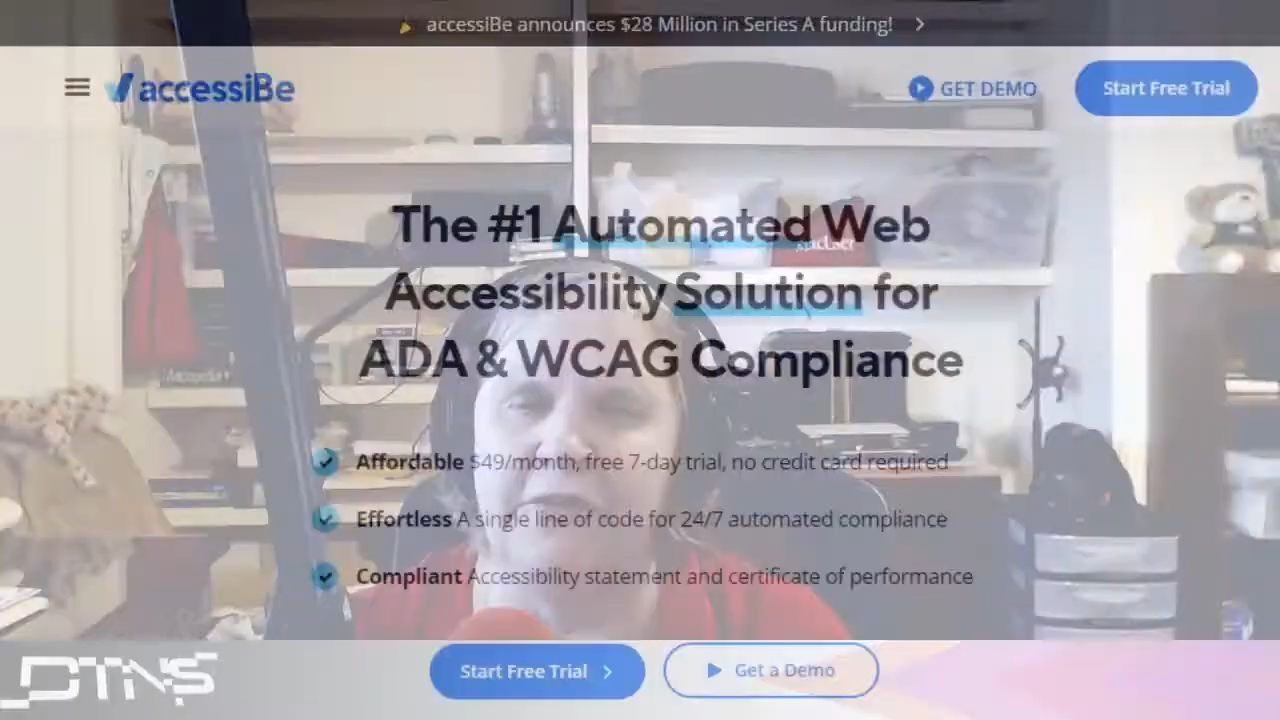 accessiBe announces $28 Million in Series A funding!
accessiBe
GET DEMO
Start Free Trial
The #1 Automated Web
Accessibility Solution for
ADA & WCAG Compliance
Affordable $49/month, free 7-day trial, no credit card required
Effortless A single line of code for 24/7 automated compliance
Compliant Accessibility statement and certificate of performance
Start Free Trial
Get a Demo
DTNS